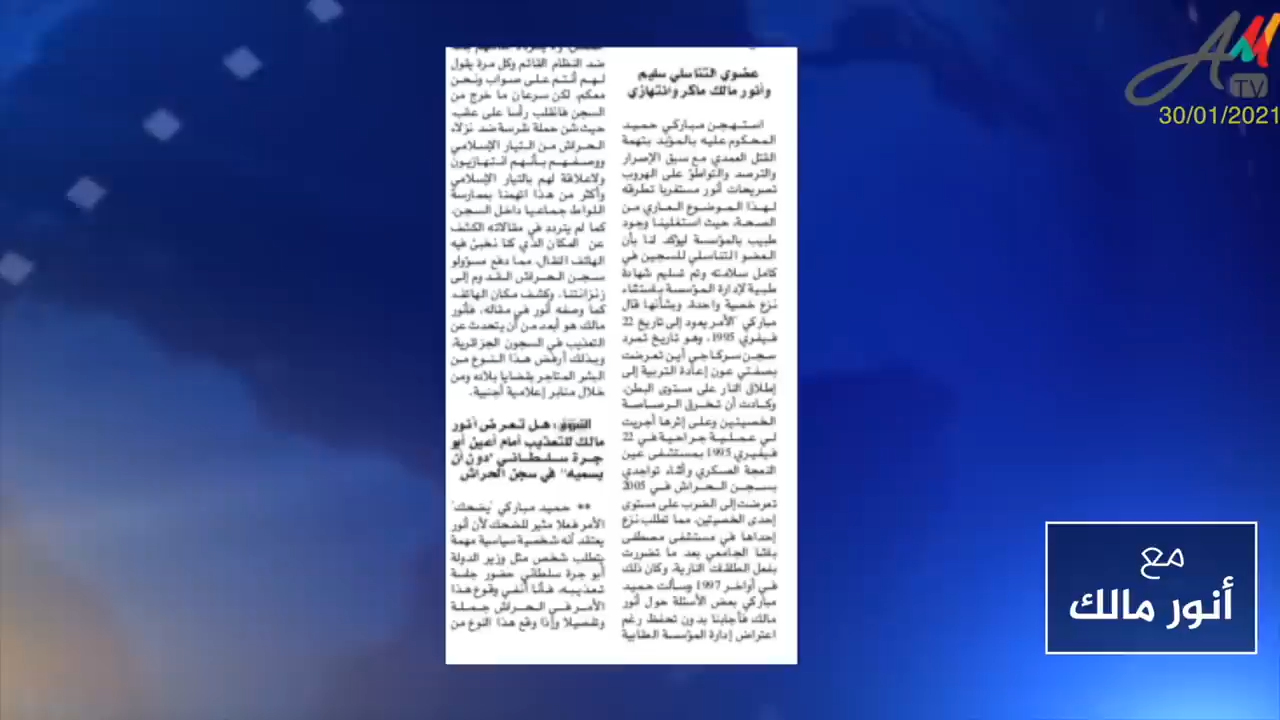 AM
TV
30/01/2021
عضوي التناسلي سليم
وأنور مالك ماكر وانتهازي
استهجن مباركي حميد
المحكوم عليه بالمؤبد بتهمة
القتل العمدي مع سبق الإصرار
والترصد والتواطؤ على الهروب
تصريحات أنور مستغربا تطرقه
لهذا الموضوع العاري من
الصحة، حيث استغلينا وجود
طبيب بالمؤسسة ليؤكد لنا بأن
العضو التناسلي للسجين في
كامل سلامته وتم تسليم شهادة
طبية لإدارة المؤسسة باستثناء
نزع خصية واحدة، وبشأنها قال
مباركي "الأمر يعود إلى تاريخ 22
فيفري 1995، وهو تاريخ تمرد
سجن سركاجي أين تعرضت
بصفتي عون إعادة التربية إلى
إطلاق النار على مستوى البطن،
وكادت أن تخترق الرصاصة
الخصيتين وعلى إثرها أجريت
لي عملية جراحية في 22
فيفري 1995 بمستشفى عين
النعجة العسكري وأثناء تواجدي
بسجن الحراش في 2005
تعرضت إلى الضرب على مستوى
إحدى الخصيتين، مما تطلب نزع
إحداها في مستشفى مصطفى
باشا الجامعي بعد ما تضررت
بفعل الطلقات النارية، وكان ذلك
في أواخر 1997 وسألت حميد
مباركي بعض الأسئلة حول أنور
مالك، فأجابنا بدون تحفظ رغم
اعتراض إدارة المؤسسة العقابية
ضد النظام القائم وكل مرة يقول
لهم أنتم على صواب ونحن
معكم، لكن سرعان ما خرج من
السجن فانقلب رأسا على عقب،
حيث شن حملة شرسة ضد نزلاء
الحراش من التيار الإسلامي
ووصفهم بأنهم انتهازيون
ولاعلاقة لهم بالتيار الإسلامي
وأكثر من هذا اتهمنا بممارسة
اللواط جماعيا داخل السجن،
كما لم يتردد في مقالاته الكشف
عن المكان الذي كنا نخبئ فيه
الهاتف النقال، مما دفع مسؤولو
سجن الحراش القدوم إلى
زنزانتنا، وكشف مكان الهاتف
كما وصفه أنور في مقاله، فأنور
مالك هو أبعد من أن يتحدث عن
التعذيب في السجون الجزائرية،
وبذلك أرفض هذا النوع من
البشر المتاجر بقضايا بلاده ومن
خلال منابر إعلامية أجنبية.
: هل تعرض أنور
مالك للتعذيب أمام أعين أبو
جرة سلطاني "دون أن
يسميه" في سجن الحراش
** حميد مباركي "يضحك"
الأمر فعلا مثير للضحك لأن أنور
يعتقد أنه شخصية سياسية مهمة
يتطلب شخص مثل وزير الدولة
أبو جرة سلطاني حضور جلسة
تعذيبه، فأنا أنفي وقوع هذا
الأمر في الحراش جملة
وتفصيلا وإذا وقع هذا النوع من
مع
أنور مالك